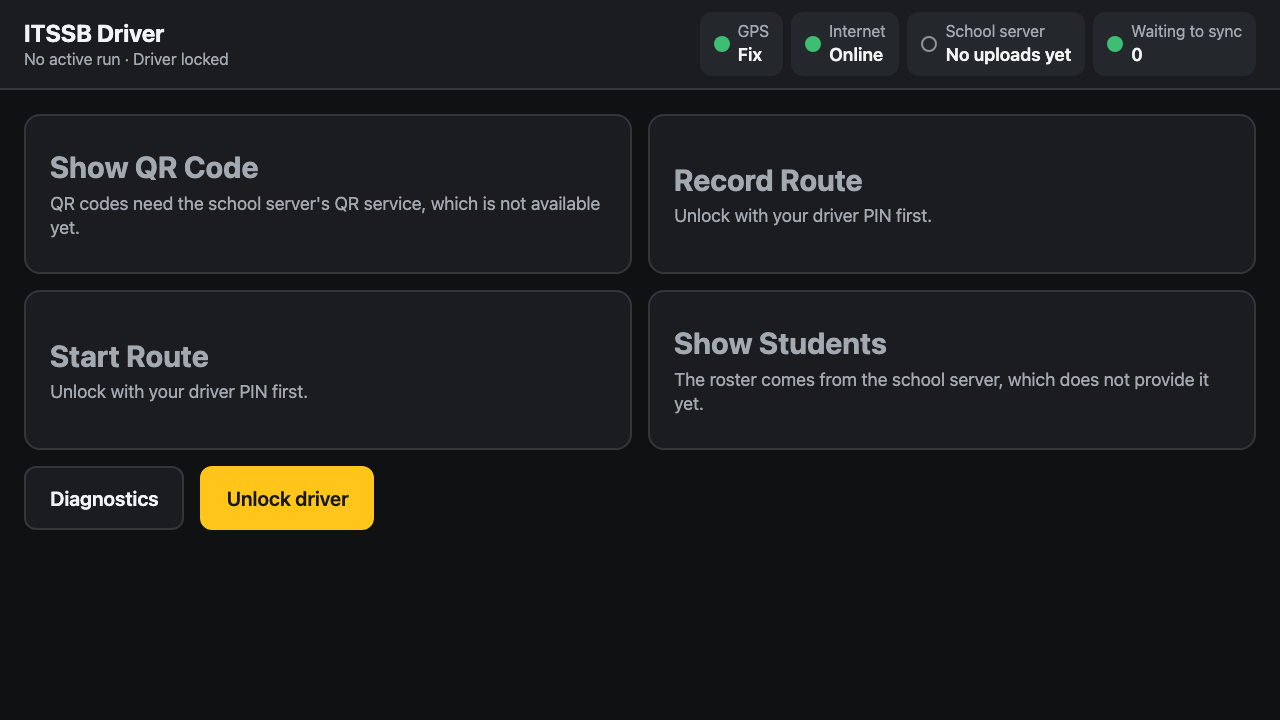 ITSSB Driver
No active run · Driver locked
GPS
Fix
Internet
Online
School server
No uploads yet
Waiting to sync
0
Show QR Code
QR codes need the school server's QR service, which is not available
yet.
Record Route
Unlock with your driver PIN first.
Start Route
Unlock with your driver PIN first.
Show Students
The roster comes from the school server, which does not provide it
yet.
Diagnostics
Unlock driver